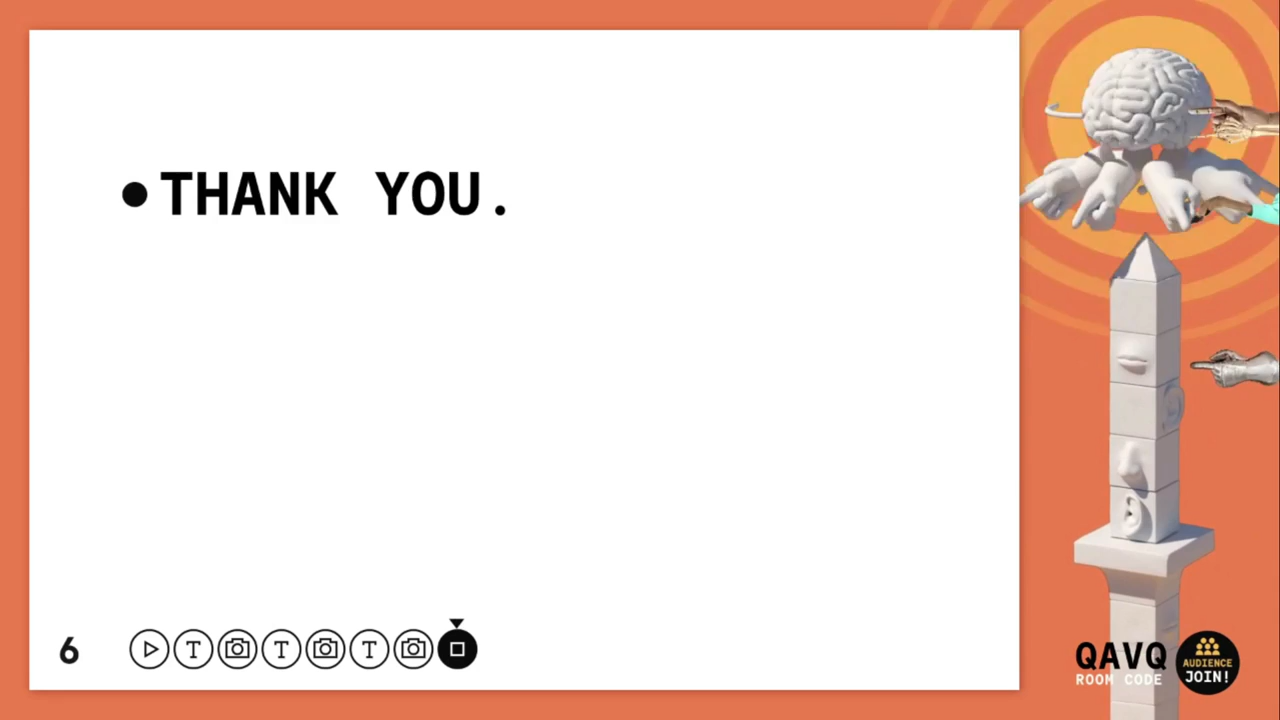 ● THANK YOU.
6
T
T
T
QAVQ
ROOM CODE
AUDIENCE
JOIN!